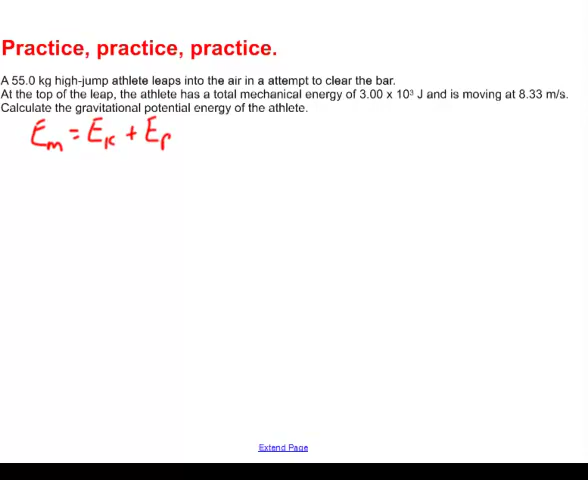 Practice, practice, practice.
A 55.0 kg high-jump athlete leaps into the air in a attempt to clear the bar.
At the top of the leap, the athlete has a total mechanical energy of 3.00 x 10³ J and is moving at 8.33 m/s.
Calculate the gravitational potential energy of the athlete.
Em = Ek + Ep
Extend Page